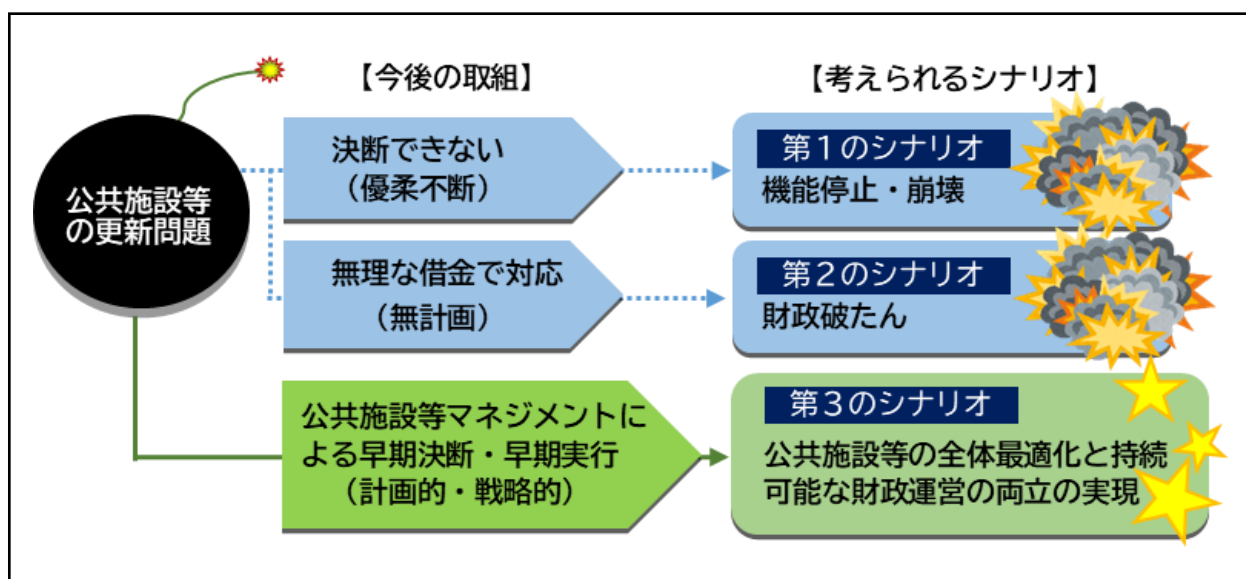 【今後の取組】
【考えられるシナリオ】
公共施設等
の更新問題
決断できない
（優柔不断）
第１のシナリオ
機能停止・崩壊
無理な借金で対応
（無計画）
第２のシナリオ
財政破たん
公共施設等マネジメントに
よる早期決断・早期実行
（計画的・戦略的）
第３のシナリオ
公共施設等の全体最適化と持続
可能な財政運営の両立の実現